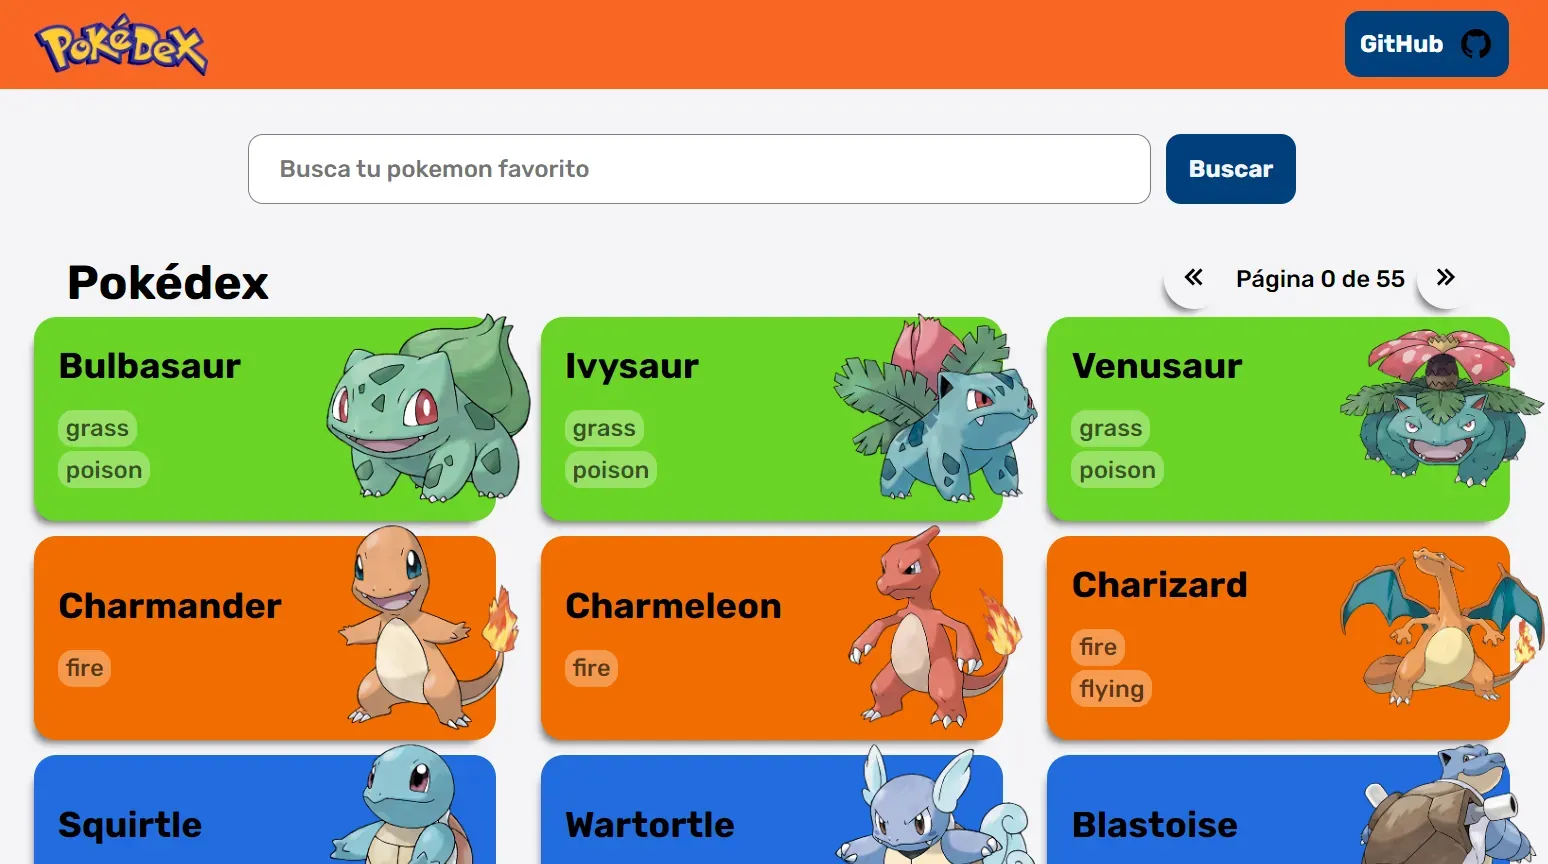 PokéDex
GitHub
Busca tu pokemon favorito
Buscar
Pokédex
Página 0 de 55
Bulbasaur
grass
poison
Ivysaur
grass
poison
Venusaur
grass
poison
Charmander
fire
Charmeleon
fire
Charizard
fire
flying
Squirtle
Wartortle
Blastoise